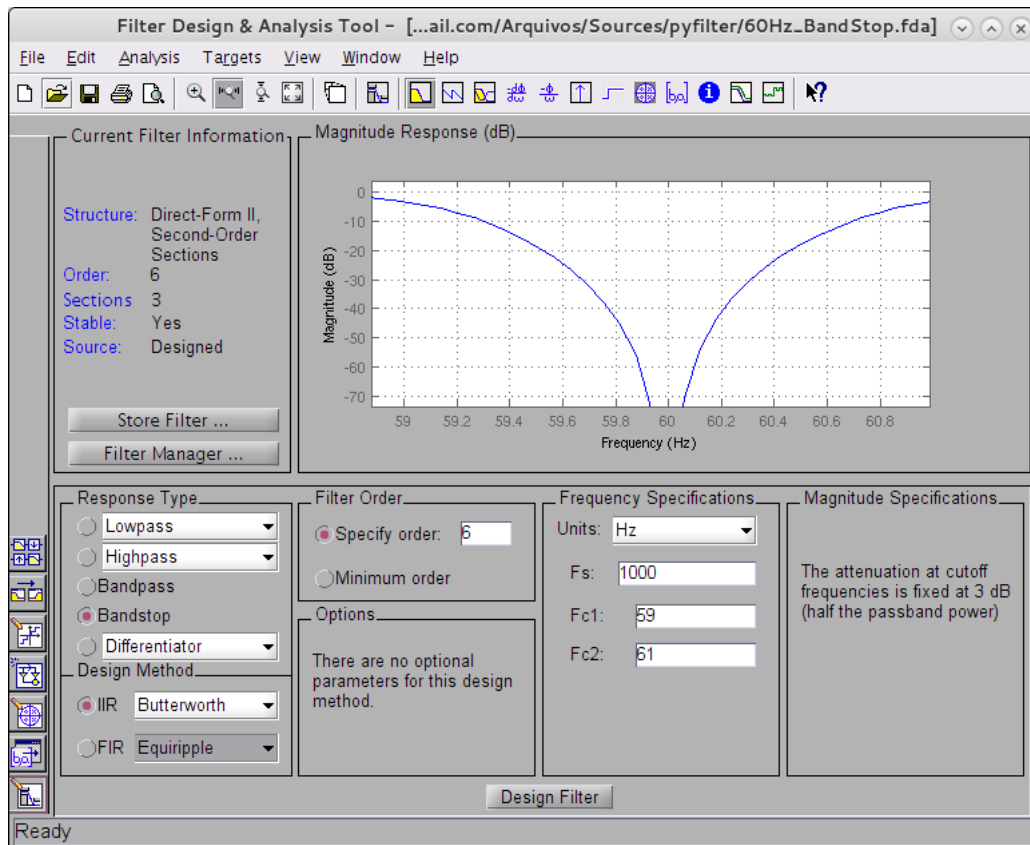 Filter Design & Analysis Tool - [...ail.com/Arquivos/Sources/pyfilter/60Hz_BandStop.fda]
File Edit Analysis Targets View Window Help
Current Filter Information
Structure: Direct-Form II,
Second-Order
Sections
Order: 6
Sections 3
Stable: Yes
Source: Designed
Store Filter ...
Filter Manager ...
Magnitude Response (dB)
Magnitude (dB)
0
-10
-20
-30
-40
-50
-60
-70
59 59.2 59.4 59.6 59.8 60 60.2 60.4 60.6 60.8
Frequency (Hz)
Response Type
Lowpass
Highpass
Bandpass
Bandstop
Differentiator
Design Method
IIR Butterworth
FIR Equiripple
Filter Order
Specify order: 6
Minimum order
Options
There are no optional
parameters for this design
method.
Frequency Specifications
Units: Hz
Fs: 1000
Fc1: 59
Fc2: 61
Magnitude Specifications
The attenuation at cutoff
frequencies is fixed at 3 dB
(half the passband power)
Design Filter
Ready